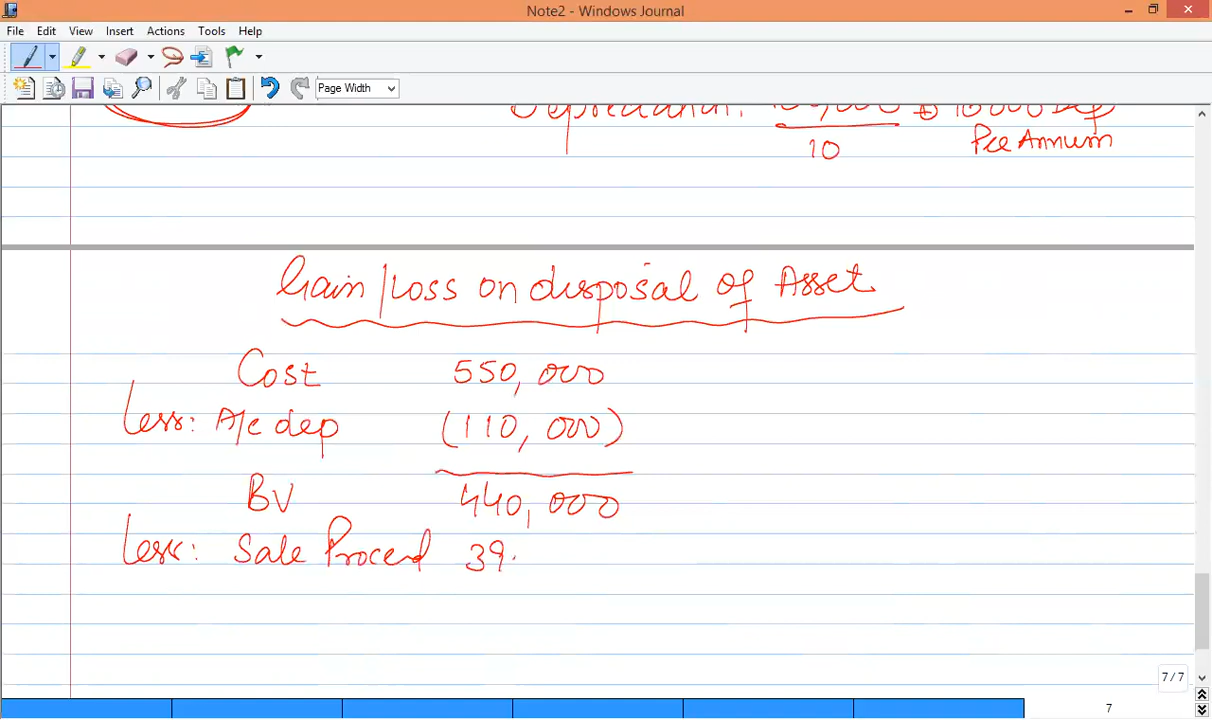 Note2 - Windows Journal
File Edit View Insert Actions Tools Help
Page Width
Depreciation:
10
Per Annum
Gain/Loss on disposal of Asset
Cost 550,000
Less: A/c dep (110,000)
BV 440,000
Less: Sale Proceed 39
7/7
7